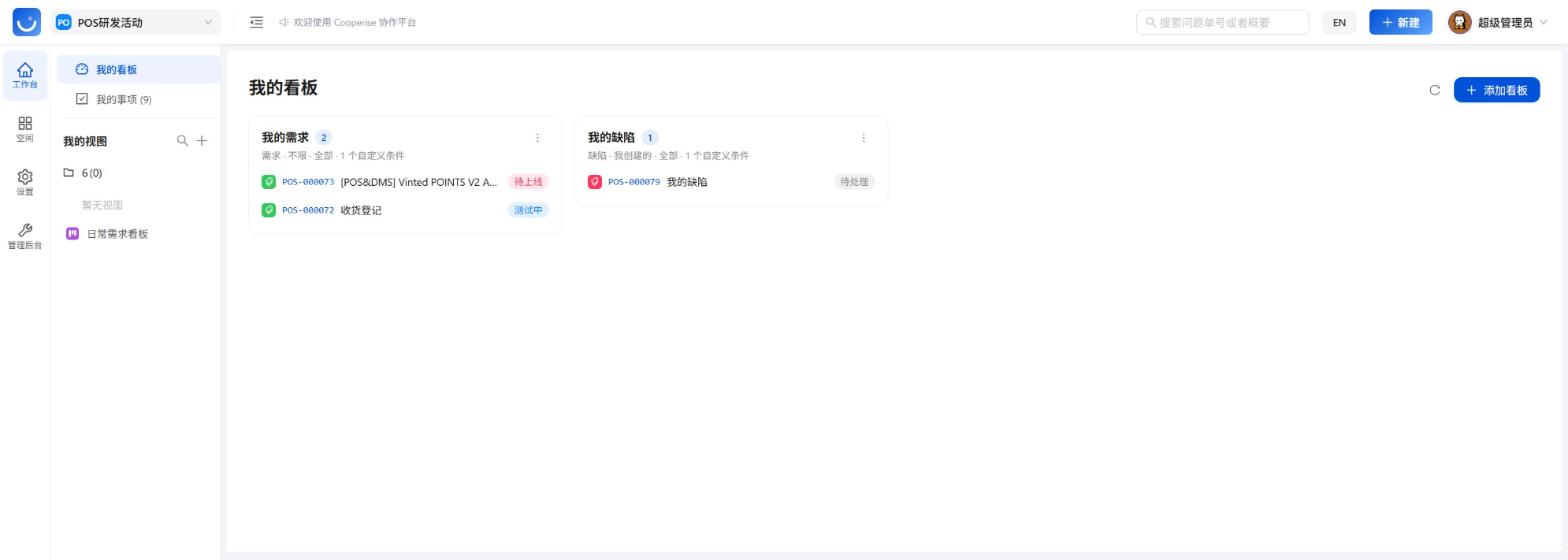 PO POS研发活动
欢迎使用 Cooperise 协作平台
搜索问题单号或者概要
EN
新建
超级管理员
工作台
空间
设置
管理后台
我的看板
我的事项 (9)
我的视图
6 (0)
暂无视图
日常需求看板
我的看板
添加看板
我的需求 2
需求 · 不限 · 全部 · 1 个自定义条件
POS-000073 [POS&DMS] Vinted POINTS V2 A... 待上线
POS-000072 收货登记 测试中
我的缺陷 1
缺陷 · 我创建的 · 全部 · 1 个自定义条件
POS-000079 我的缺陷 待处理